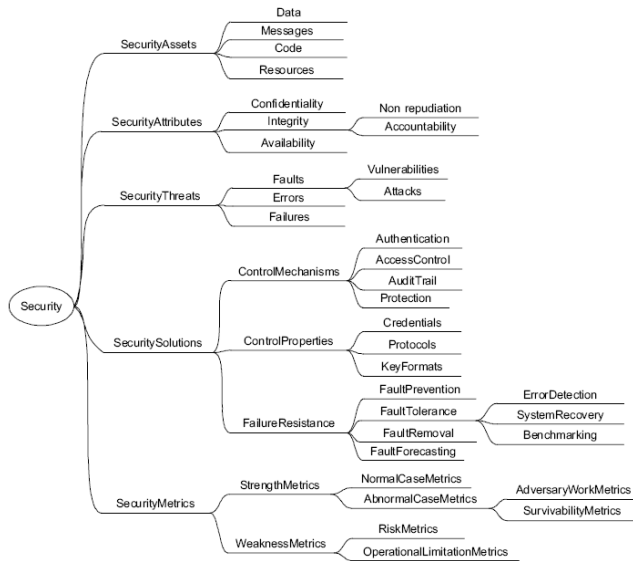 Security
SecurityAssets
Data
Messages
Code
Resources
SecurityAttributes
Confidentiality
Integrity
Non repudiation
Accountability
Availability
SecurityThreats
Faults
Vulnerabilities
Attacks
Errors
Failures
SecuritySolutions
ControlMechanisms
Authentication
AccessControl
AuditTrail
Protection
ControlProperties
Credentials
Protocols
KeyFormats
FailureResistance
FaultPrevention
FaultTolerance
ErrorDetection
SystemRecovery
Benchmarking
FaultRemoval
FaultForecasting
SecurityMetrics
StrengthMetrics
NormalCaseMetrics
AbnormalCaseMetrics
AdversaryWorkMetrics
SurvivabilityMetrics
WeaknessMetrics
RiskMetrics
OperationalLimitationMetrics